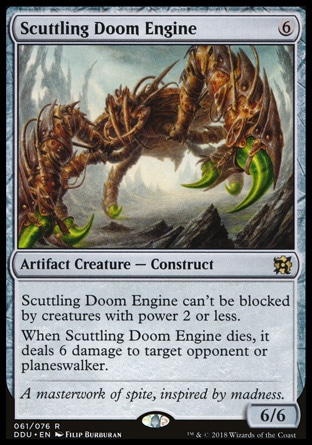 Scuttling Doom Engine 6
Artifact Creature — Construct
Scuttling Doom Engine can't be blocked
by creatures with power 2 or less.
When Scuttling Doom Engine dies, it
deals 6 damage to target opponent or
planeswalker.
A masterwork of spite, inspired by madness.
6/6
061/076 R
DDU • EN Filip Burburan
™ & © 2018 Wizards of the Coast